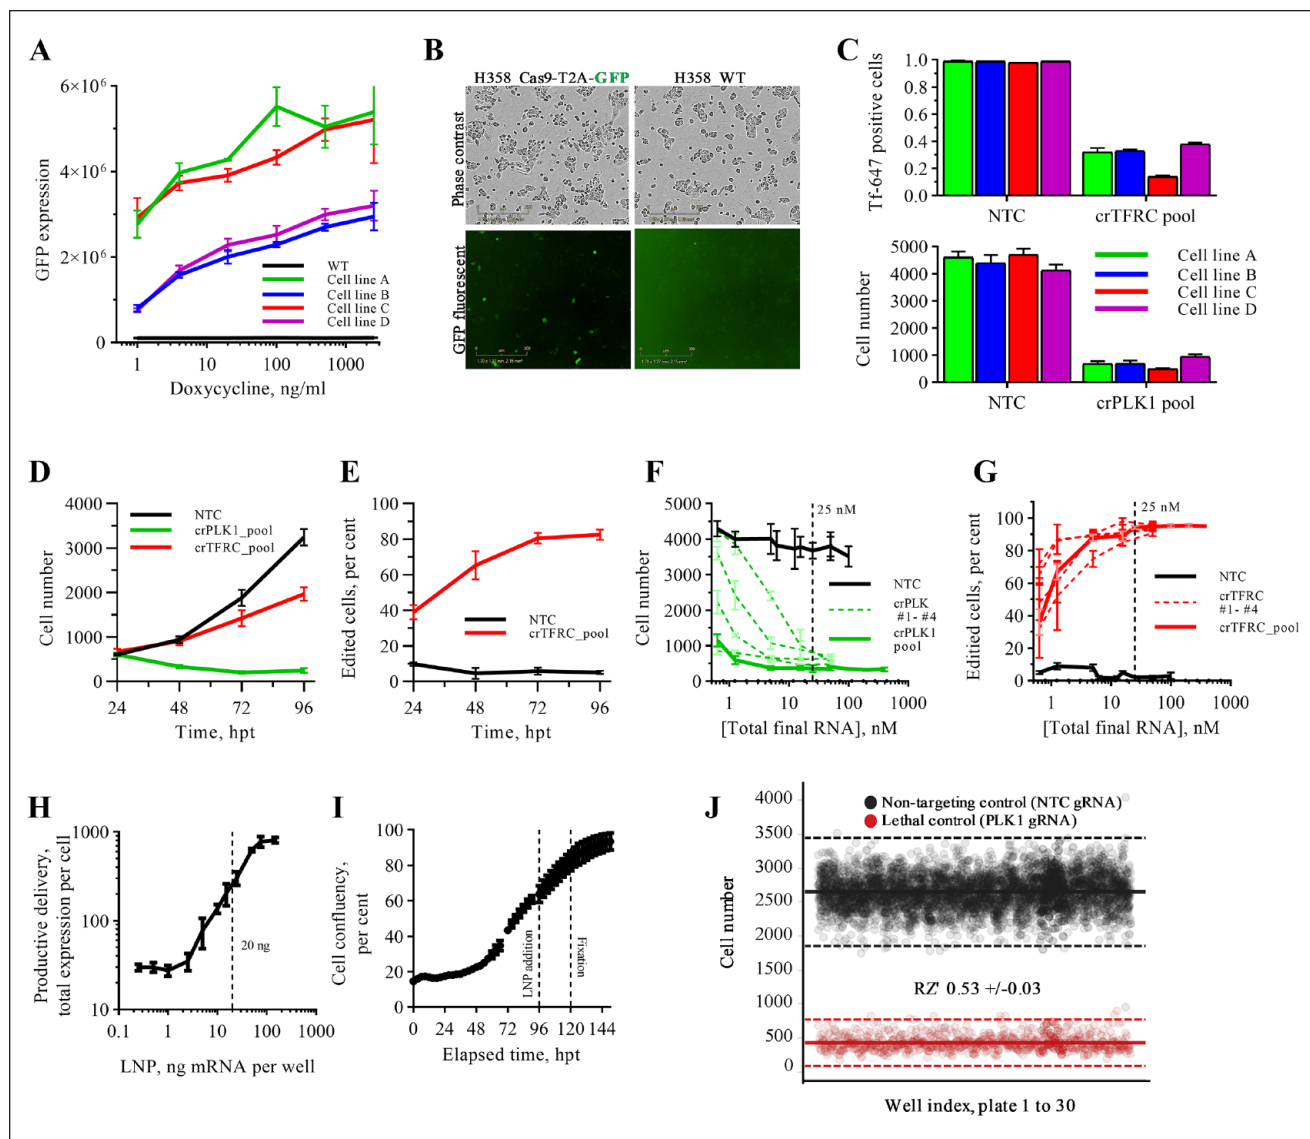 A
6×10⁶
4×10⁶
2×10⁶
0
GFP expression
WT
Cell line A
Cell line B
Cell line C
Cell line D
1
10
100
1000
Doxycycline, ng/ml
B
H358 Cas9-T2A-GFP
H358 WT
Phase contrast
GFP fluorescent
C
1.0
0.8
0.6
0.4
0.2
0.0
Tf-647 positive cells
NTC
crTFRC pool
5000
4000
3000
2000
1000
0
Cell number
Cell line A
Cell line B
Cell line C
Cell line D
NTC
crPLK1 pool
D
4000
3000
2000
1000
0
Cell number
NTC
crPLK1_pool
crTFRC_pool
24
48
72
96
Time, hpt
E
100
80
60
40
20
0
Edited cells, per cent
NTC
crTFRC_pool
24
48
72
96
Time, hpt
F
5000
4000
3000
2000
1000
0
Cell number
25 nM
NTC
crPLK
#1- #4
crPLK1
pool
1
10
100
1000
[Total final RNA], nM
G
100
80
60
40
20
0
Editied cells, per cent
25 nM
NTC
crTFRC
#1- #4
crTFRC_pool
1
10
100
1000
[Total final RNA], nM
H
1000
100
10
Productive delivery,
total expression per cell
20 ng
0.1
1
10
100
1000
LNP, ng mRNA per well
I
100
80
60
40
20
0
Cell confluency,
per cent
LNP addition
Fixation
0
24
48
72
96
120
144
Elapsed time, hpt
J
4000
3500
3000
2500
2000
1500
1000
500
0
Cell number
Non-targeting control (NTC gRNA)
Lethal control (PLK1 gRNA)
RZ' 0.53 +/-0.03
Well index, plate 1 to 30